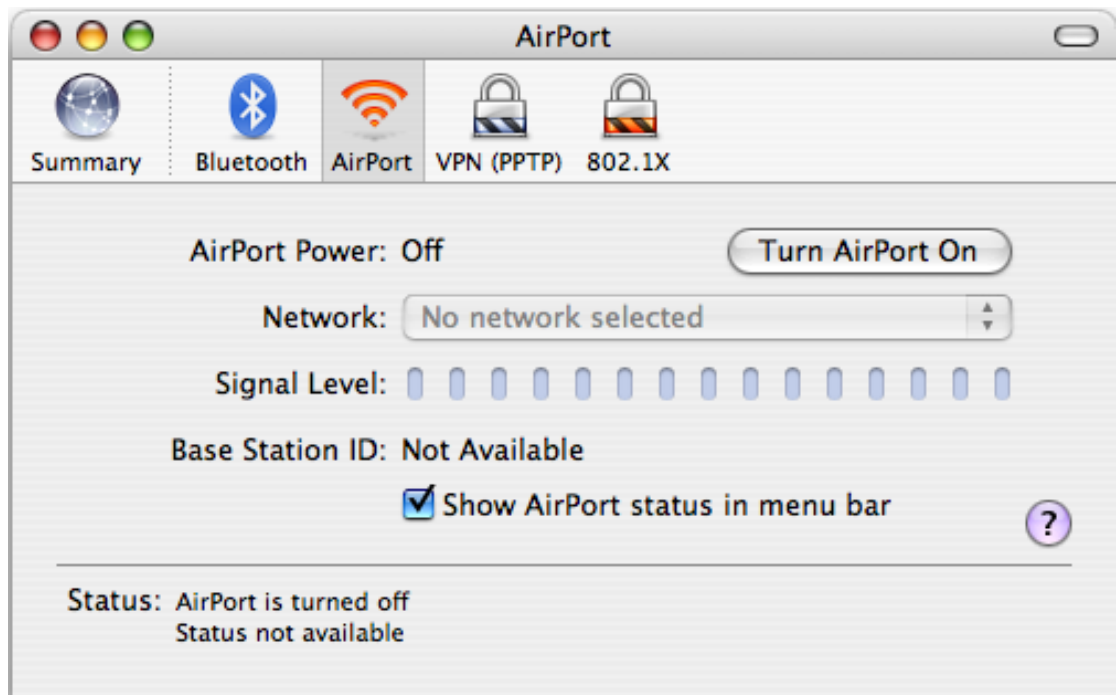 AirPort
Summary Bluetooth AirPort VPN (PPTP) 802.1X
AirPort Power: Off Turn AirPort On
Network: No network selected
Signal Level:
Base Station ID: Not Available
Show AirPort status in menu bar
?
Status: AirPort is turned off
Status not available